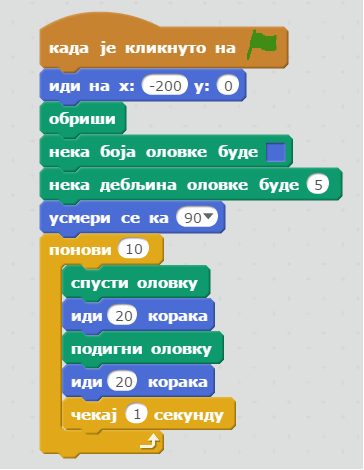 када је кликнуто на
иди на x: -200 y: 0
обриши
нека боја оловке буде
нека дебљина оловке буде 5
усмери се ка 90
понови 10
спусти оловку
иди 20 корака
подигни оловку
иди 20 корака
чекај 1 секунду